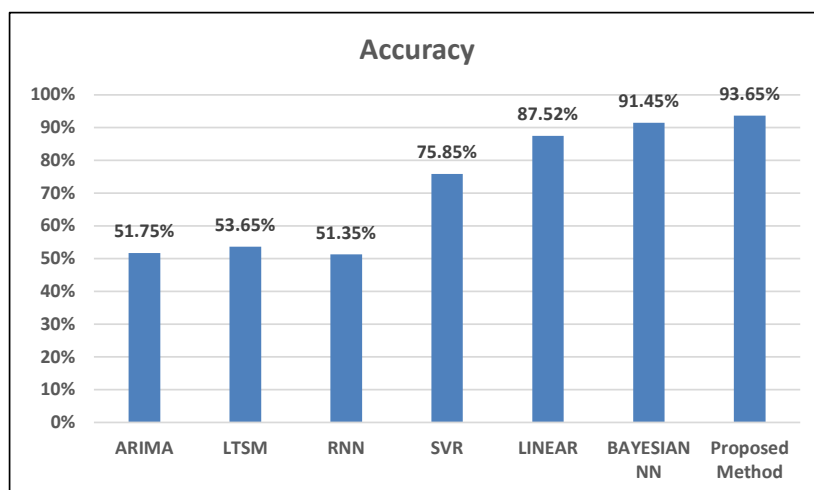 Accuracy
100%
90%
80%
70%
60%
50%
40%
30%
20%
10%
0%
51.75%
53.65%
51.35%
75.85%
87.52%
91.45%
93.65%
ARIMA
LTSM
RNN
SVR
LINEAR
BAYESIAN
NN
Proposed
Method